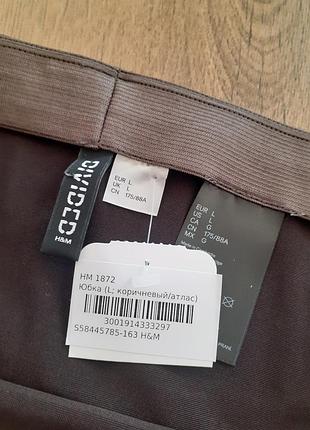 DIVIDED
H&M
EUR L
UK L
CN 175/88A
EUR L
US L
CA G
CN 175/88A
MX G
HM 1872
Юбка (L; коричневый/атлас)
3001914333297
S58445785-163 H&M